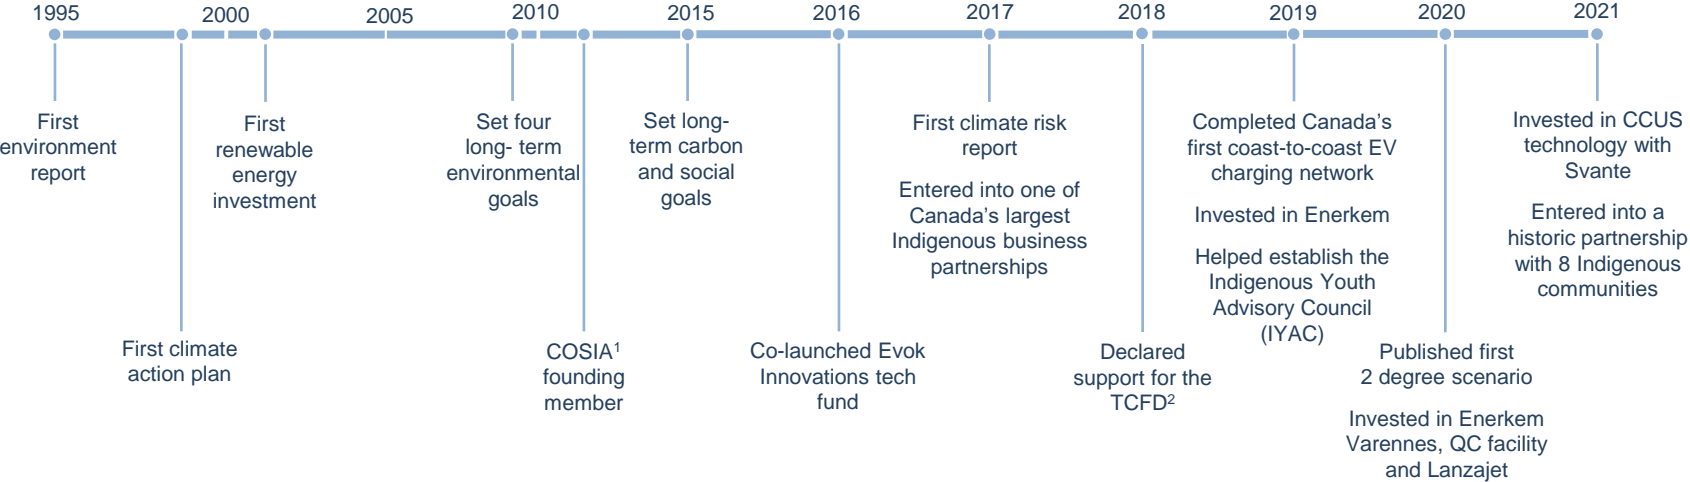 1995
2000
2005
2010
2015
2016
2017
2018
2019
2020
2021
First
environment
report
First climate
action plan
First
renewable
energy
investment
Set four
long- term
environmental
goals
COSIA¹
founding
member
Set long-
term carbon
and social
goals
Co-launched Evok
Innovations tech
fund
First climate risk
report
Entered into one of
Canada’s largest
Indigenous business
partnerships
Declared
support for the
TCFD²
Completed Canada’s
first coast-to-coast EV
charging network
Invested in Enerkem
Helped establish the
Indigenous Youth
Advisory Council
(IYAC)
Published first
2 degree scenario
Invested in Enerkem
Varennes, QC facility
and Lanzajet
Invested in CCUS
technology with
Svante
Entered into a
historic partnership
with 8 Indigenous
communities